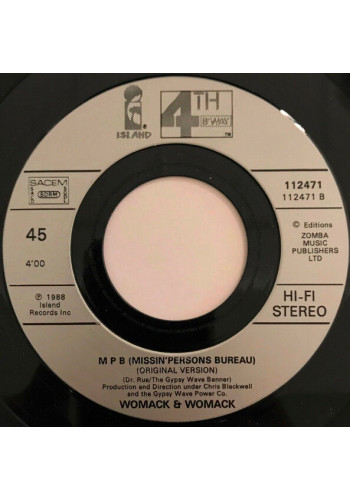 ISLAND
4TH
B'WAY
TM
SACEM
SDRM
112471
112471 B
45
4'00
© Editions
ZOMBA
MUSIC
PUBLISHERS
LTD
℗ 1988
Island
Records Inc
HI-FI
STEREO
M P B (MISSIN'PERSONS BUREAU)
(ORIGINAL VERSION)
(Dr. Rue/The Gypsy Wave Banner)
Production and Direction under Chris Blackwell
and the Gypsy Wave Power Co.
WOMACK & WOMACK